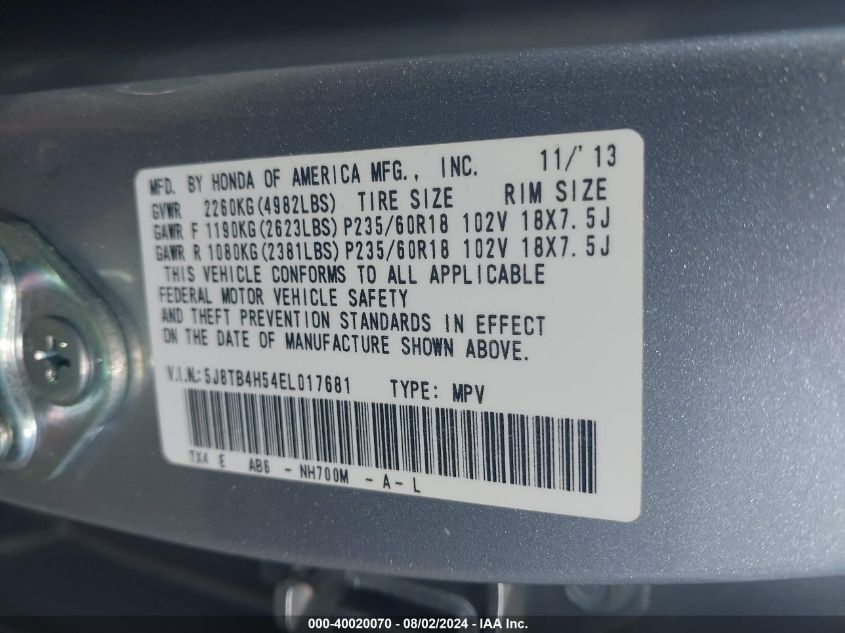 MFD. BY HONDA OF AMERICA MFG., INC. 11/'13
GVWR 2260KG(4982LBS) TIRE SIZE RIM SIZE
GAWR F 1190KG(2623LBS) P235/60R18 102V 18X7.5J
GAWR R 1080KG(2381LBS) P235/60R18 102V 18X7.5J
THIS VEHICLE CONFORMS TO ALL APPLICABLE
FEDERAL MOTOR VEHICLE SAFETY
AND THEFT PREVENTION STANDARDS IN EFFECT
ON THE DATE OF MANUFACTURE SHOWN ABOVE.
V.I.N.: 5J8TB4H54EL017681 TYPE: MPV
TX4 E AB6 - NH700M - A - L
000-40020070 - 08/02/2024 - IAA Inc.